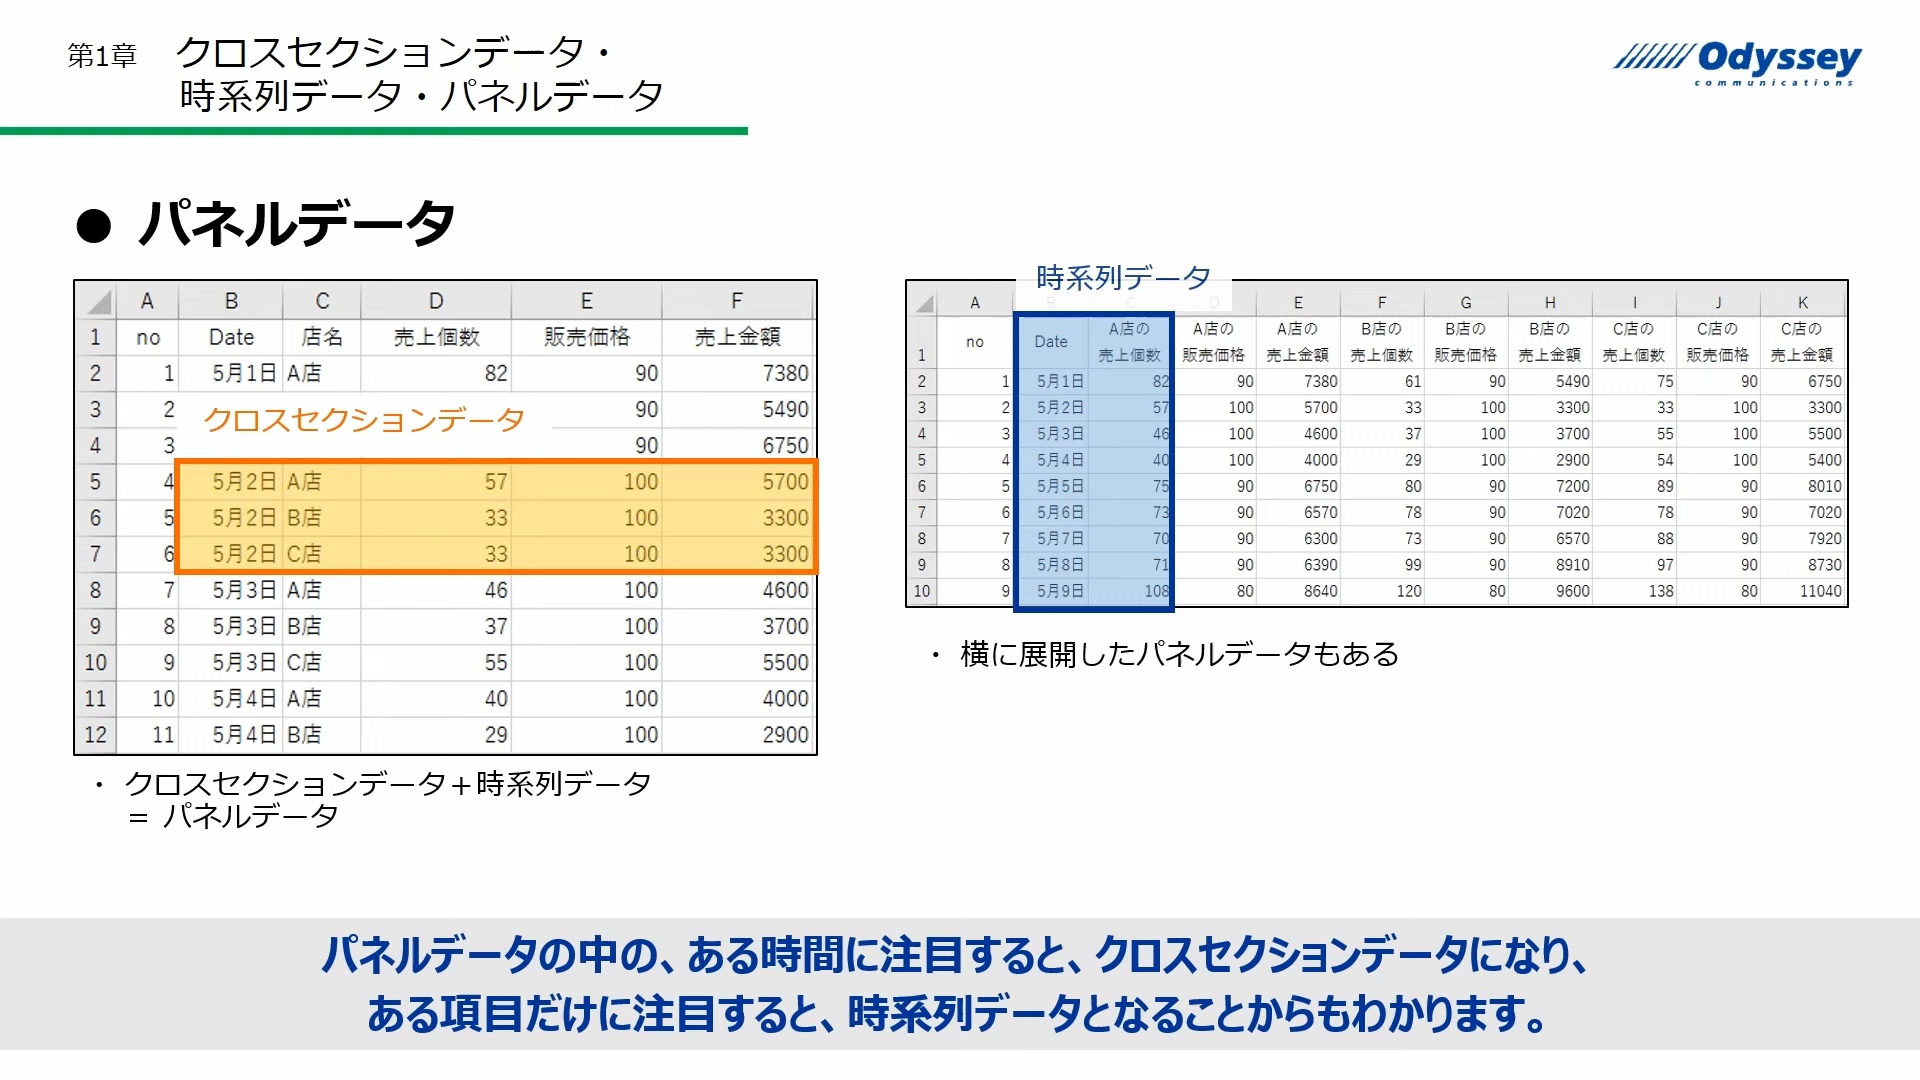 第1章 クロスセクションデータ・
時系列データ・パネルデータ
Odyssey
communications
● パネルデータ
A B C D E F
1 no Date 店名 売上個数 販売価格 売上金額
2 1 5月1日 A店 82 90 7380
3 2 90 5490
クロスセクションデータ
4 3 90 6750
5 4 5月2日 A店 57 100 5700
6 5 5月2日 B店 33 100 3300
7 6 5月2日 C店 33 100 3300
8 7 5月3日 A店 46 100 4600
9 8 5月3日 B店 37 100 3700
10 9 5月3日 C店 55 100 5500
11 10 5月4日 A店 40 100 4000
12 11 5月4日 B店 29 100 2900
・ クロスセクションデータ＋時系列データ
＝ パネルデータ
時系列データ
A B C D E F G H I J K
1 no Date A店の売上個数 A店の販売価格 A店の売上金額 B店の売上個数 B店の販売価格 B店の売上金額 C店の売上個数 C店の販売価格 C店の売上金額
2 1 5月1日 82 90 7380 61 90 5490 75 90 6750
3 2 5月2日 57 100 5700 33 100 3300 33 100 3300
4 3 5月3日 46 100 4600 37 100 3700 55 100 5500
5 4 5月4日 40 100 4000 29 100 2900 54 100 5400
6 5 5月5日 75 90 6750 80 90 7200 89 90 8010
7 6 5月6日 73 90 6570 78 90 7020 78 90 7020
8 7 5月7日 70 90 6300 73 90 6570 88 90 7920
9 8 5月8日 71 90 6390 99 90 8910 97 90 8730
10 9 5月9日 108 80 8640 120 80 9600 138 80 11040
・ 横に展開したパネルデータもある
パネルデータの中の、ある時間に注目すると、クロスセクションデータになり、
ある項目だけに注目すると、時系列データとなることからもわかります。